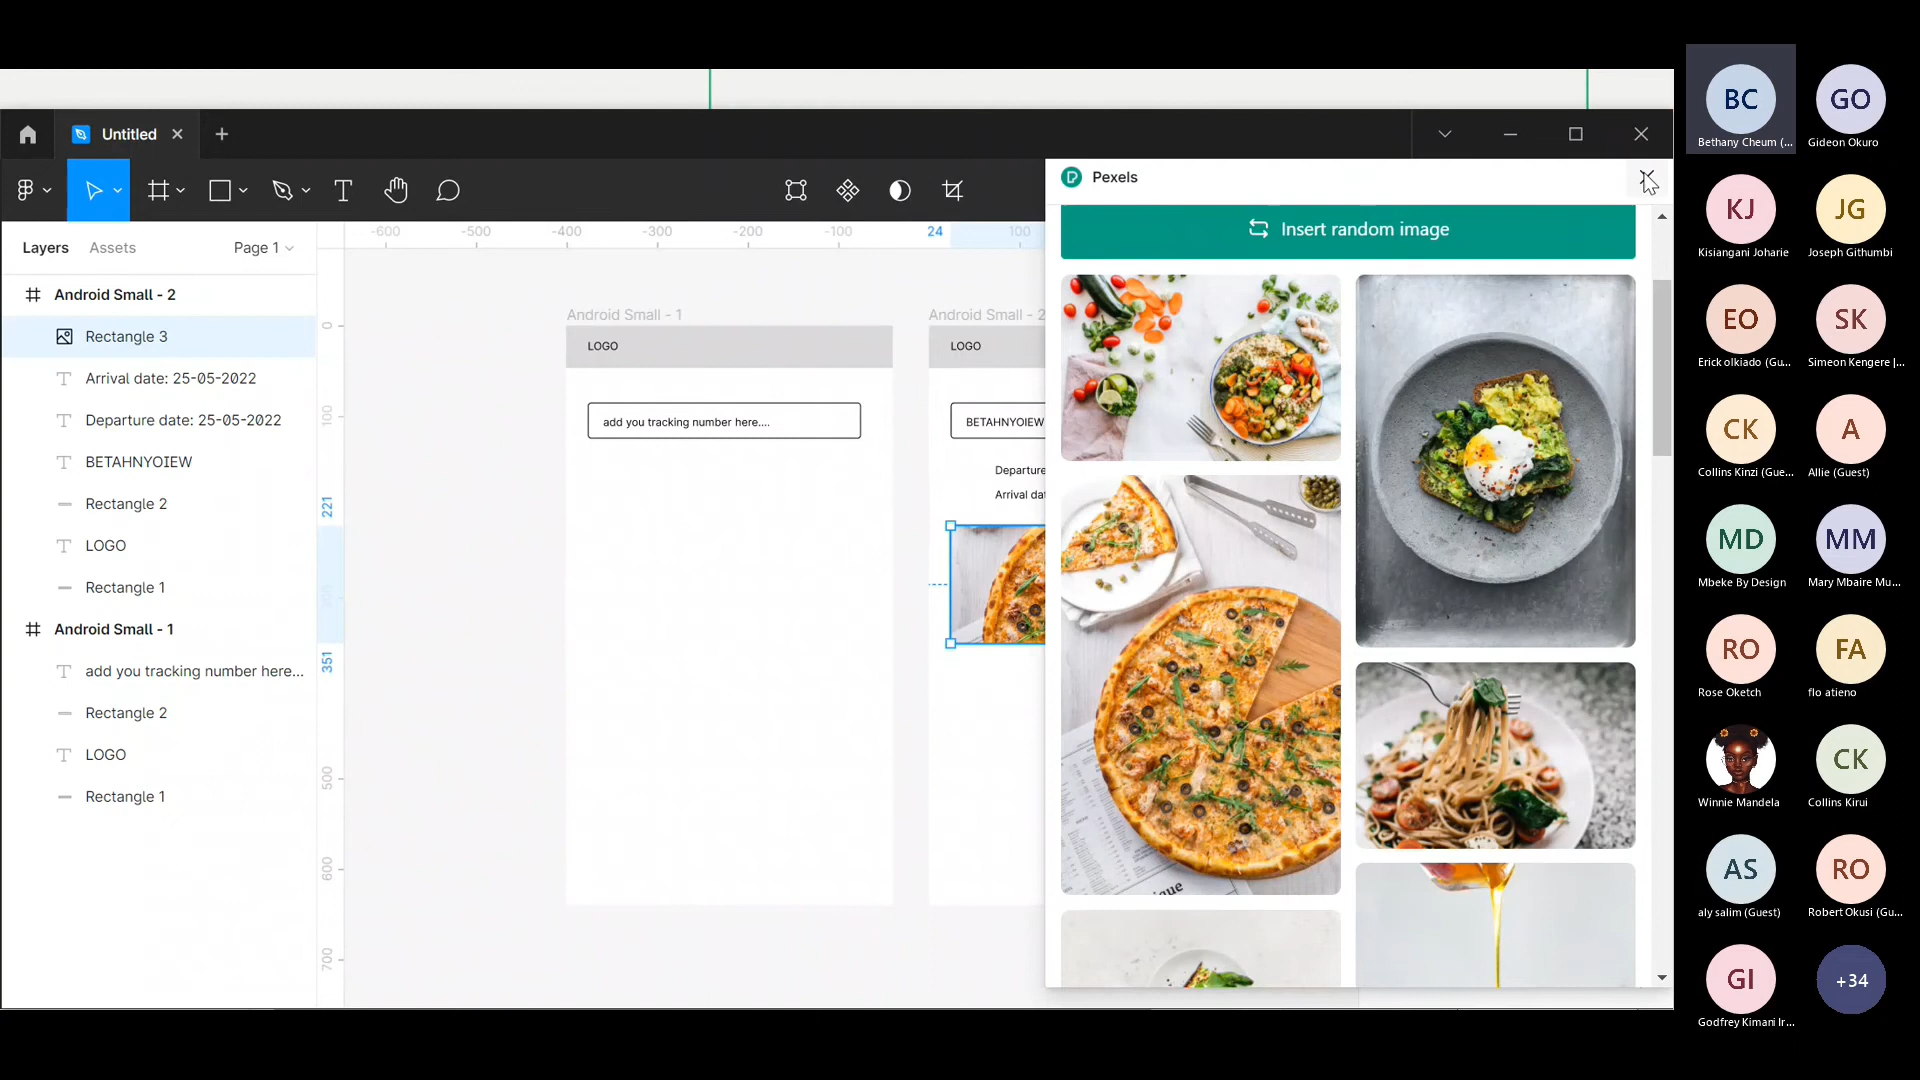 Untitled
Layers
Assets
Page 1
Android Small - 2
Rectangle 3
Arrival date: 25-05-2022
Departure date: 25-05-2022
BETAHNYOIEW
Rectangle 2
LOGO
Rectangle 1
Android Small - 1
add you tracking number here...
Rectangle 2
LOGO
Rectangle 1
-600
-500
-400
-300
-200
-100
24
100
0
100
221
351
500
600
700
Android Small - 1
LOGO
add you tracking number here....
Android Small - 2
LOGO
BETAHNYOIEW
Departure
Arrival dat
Pexels
Insert random image
BC
Bethany Cheum (...
GO
Gideon Okuro
KJ
Kisiangani Joharie
JG
Joseph Githumbi
EO
Erick olkiado (Gu...
SK
Simeon Kengere |...
CK
Collins Kinzi (Gue...
A
Allie (Guest)
MD
Mbeke By Design
MM
Mary Mbaire Mu...
RO
Rose Oketch
FA
flo atieno
Winnie Mandela
CK
Collins Kirui
AS
aly salim (Guest)
RO
Robert Okusi (Gu...
GI
Godfrey Kimani Ir...
+34